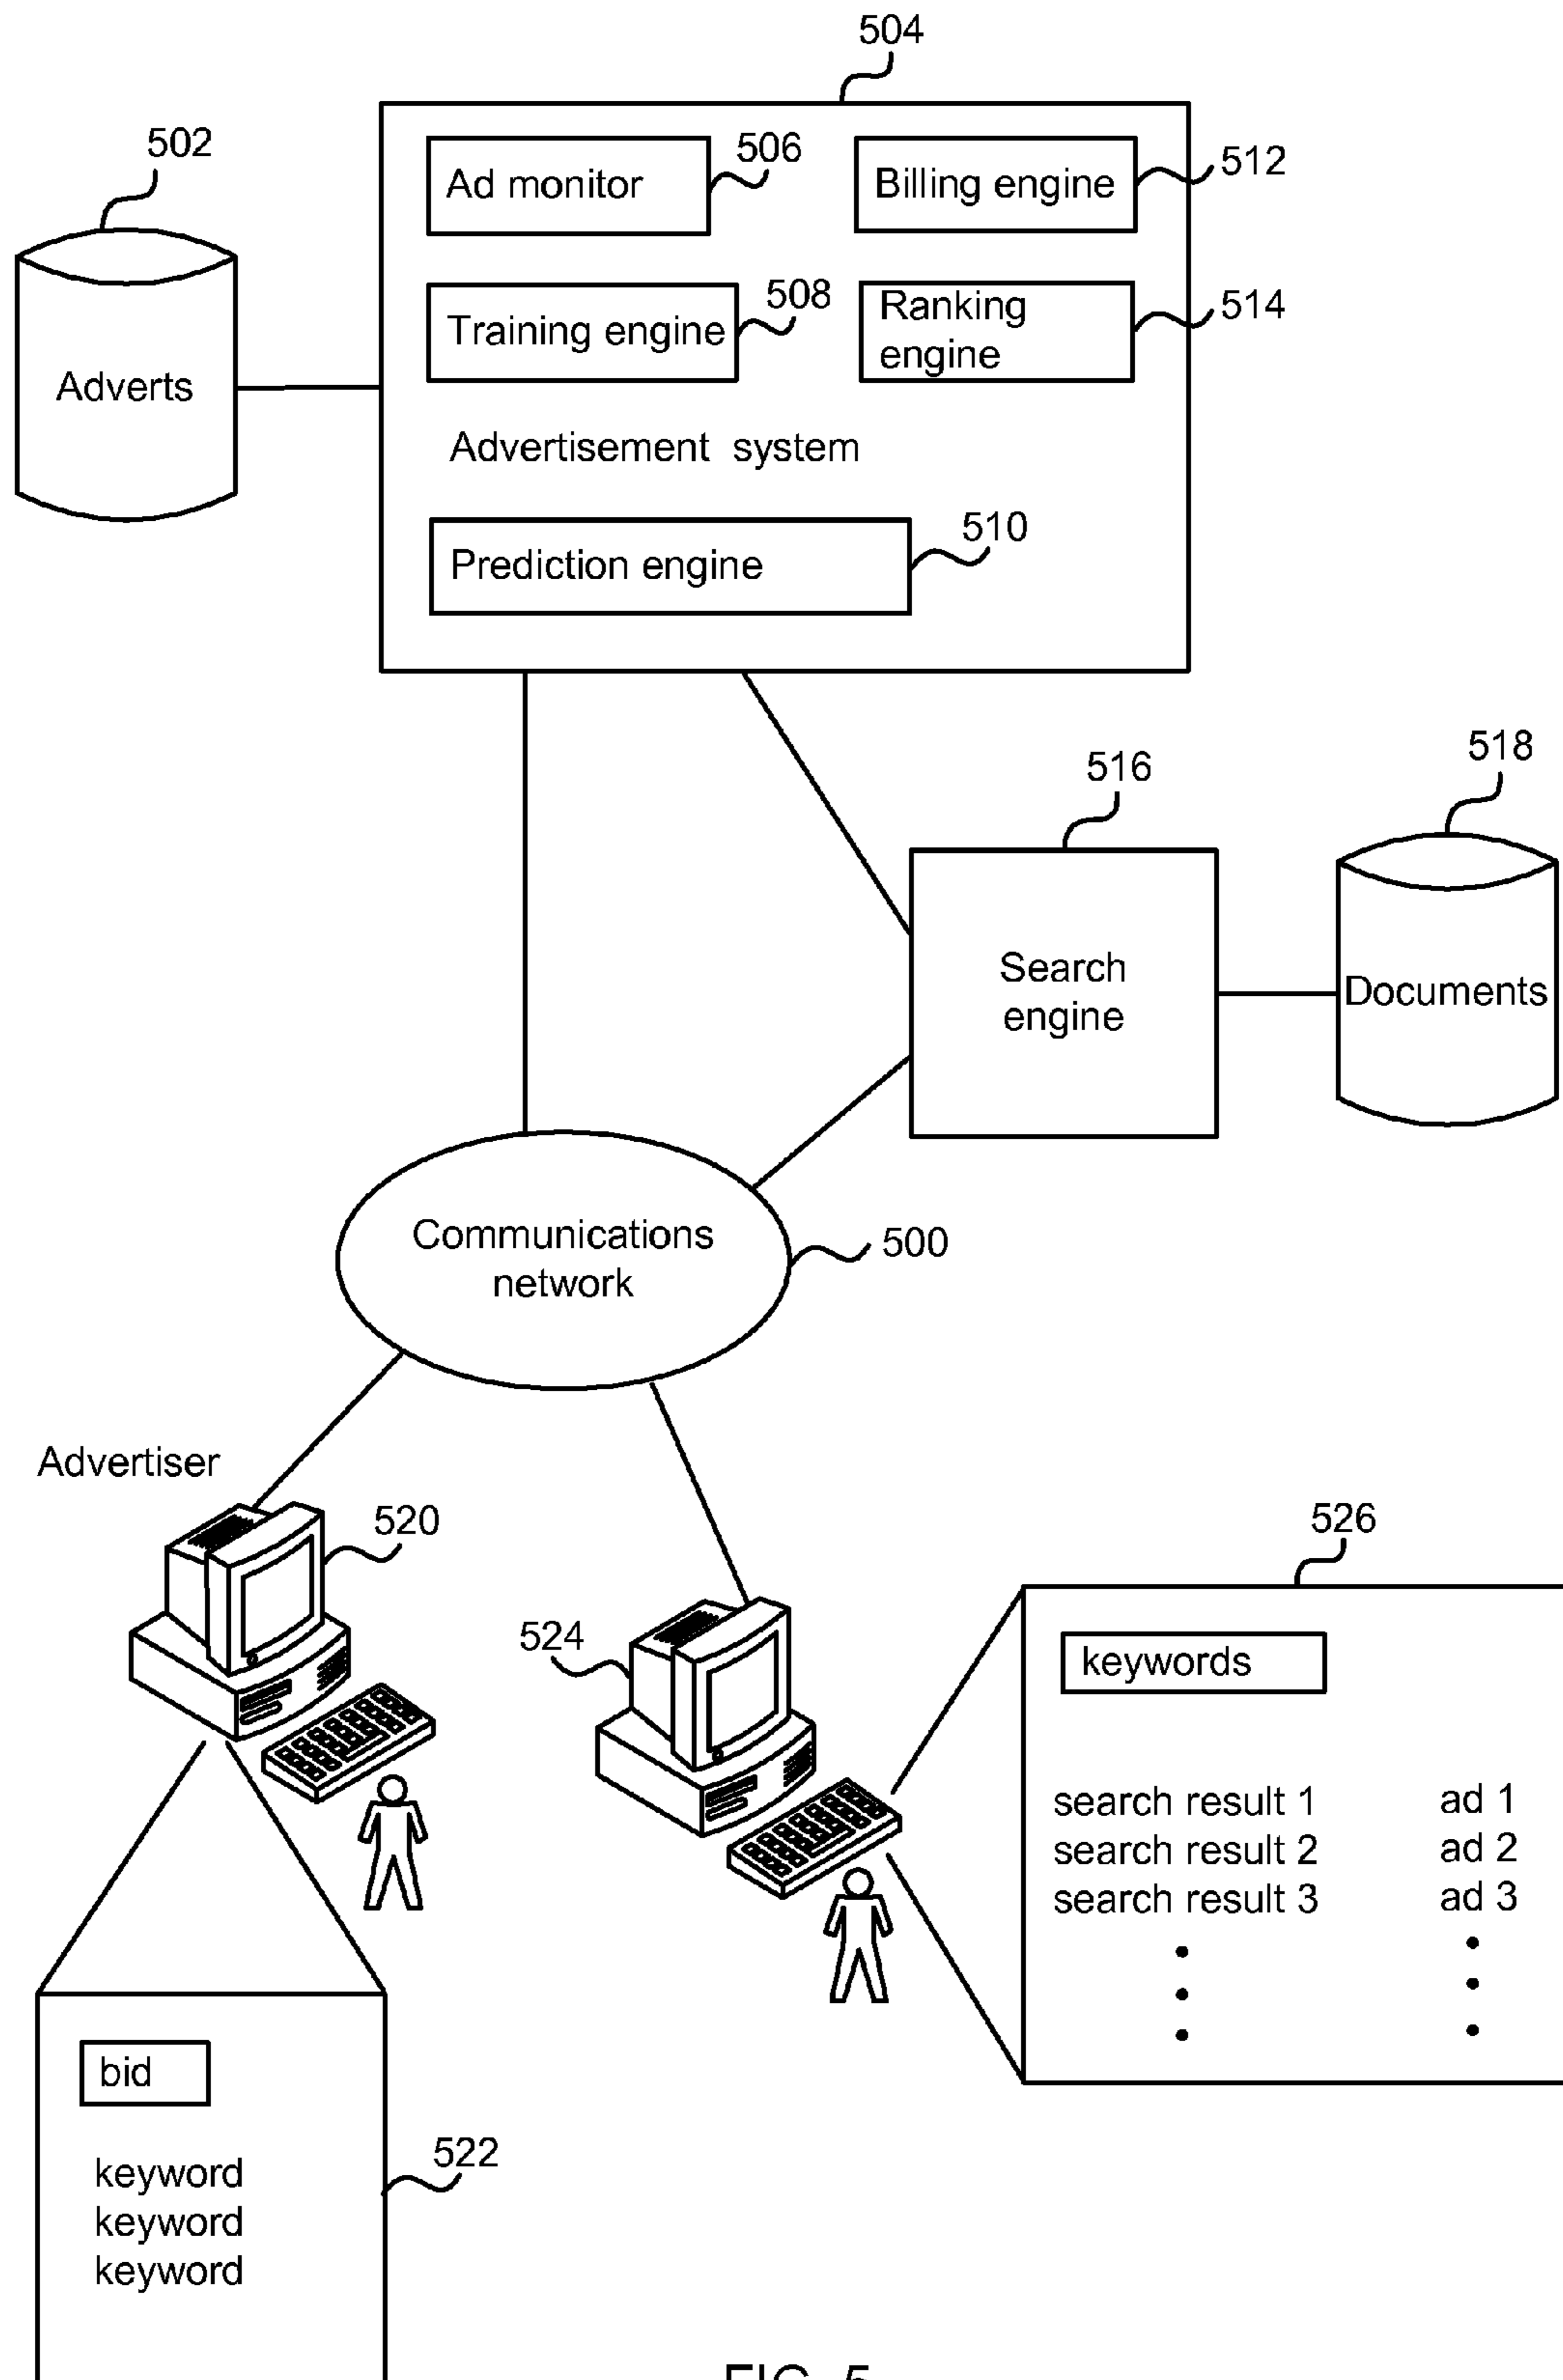 504
502
Ad monitor
506
Billing engine
512
Training engine
508
Ranking
engine
514
Adverts
Advertisement system
Prediction engine
510
516
518
Search
engine
Documents
Communications
network
500
Advertiser
520
524
526
keywords
search result 1 ad 1
search result 2 ad 2
search result 3 ad 3
bid
522
keyword
keyword
keyword
FIG. 5